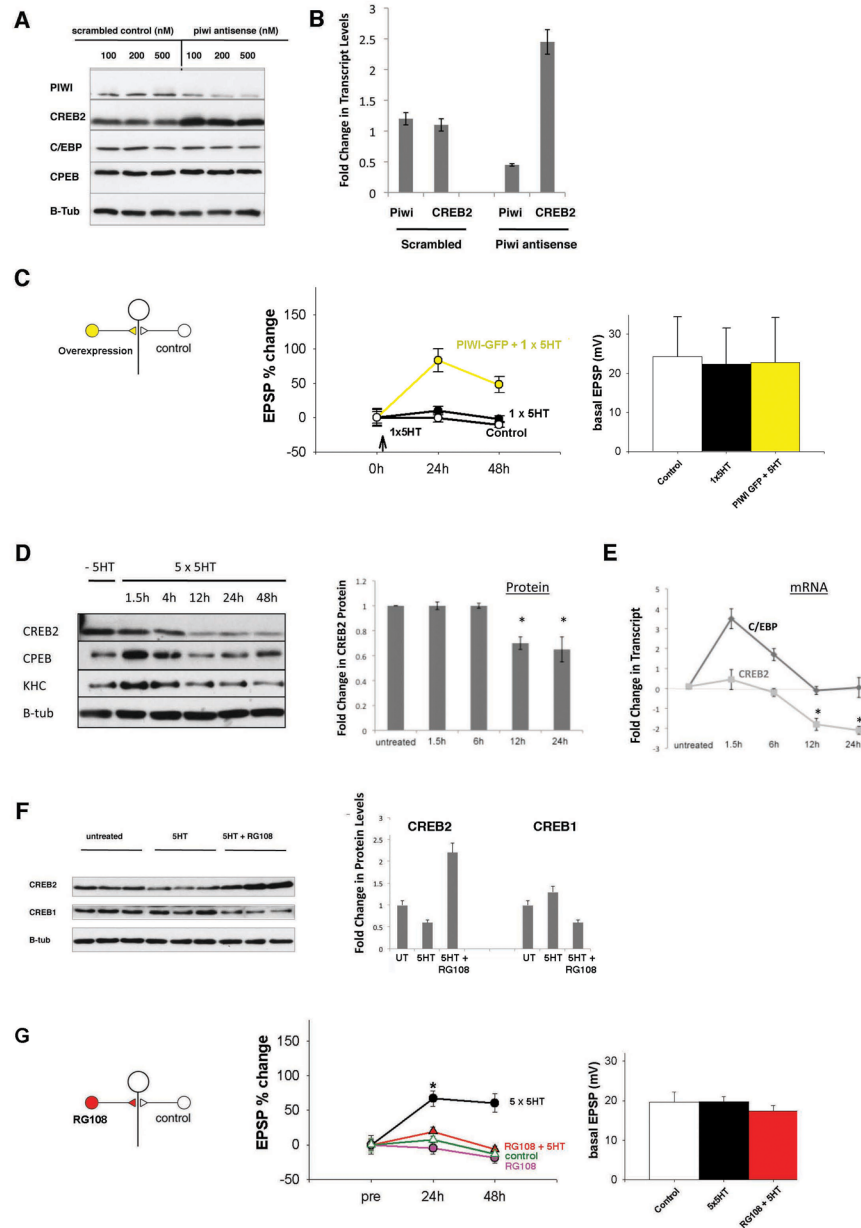 A
scrambled control (nM) piwi antisense (nM)
100 200 500 100 200 500
PIWI
CREB2
C/EBP
CPEB
B-Tub
B
Fold Change in Transcript Levels
3
2.5
2
1.5
1
0.5
0
Piwi CREB2 Piwi CREB2
Scrambled Piwi antisense
C
Overexpression control
EPSP % change
100
50
0
-50
PIWI-GFP + 1 x 5HT
1 x 5HT
Control
1x5HT
0h 24h 48h
basal EPSP (mV)
30
20
10
0
Control 1x5HT PIWI GFP + 5HT
D
- 5HT 5 x 5HT
1.5h 4h 12h 24h 48h
CREB2
CPEB
KHC
B-tub
Fold Change in CREB2 Protein
Protein
1.2
1
0.8
0.6
0.4
0.2
0
* *
untreated 1.5h 6h 12h 24h
E
mRNA
Fold Change in Transcript
5
4
3
2
1
0
-1
-2
-3
C/EBP
CREB2
* *
untreated 1.5h 6h 12h 24h
F
untreated 5HT 5HT + RG108
CREB2
CREB1
B-tub
Fold Change in Protein Levels
CREB2 CREB1
3
2.5
2
1.5
1
0.5
0
UT 5HT 5HT + RG108 UT 5HT 5HT + RG108
G
RG108 control
EPSP % change
100
50
0
-50
*
5 x 5HT
RG108 + 5HT
control
RG108
pre 24h 48h
basal EPSP (mV)
30
20
10
0
Control 5x5HT RG108 + 5HT